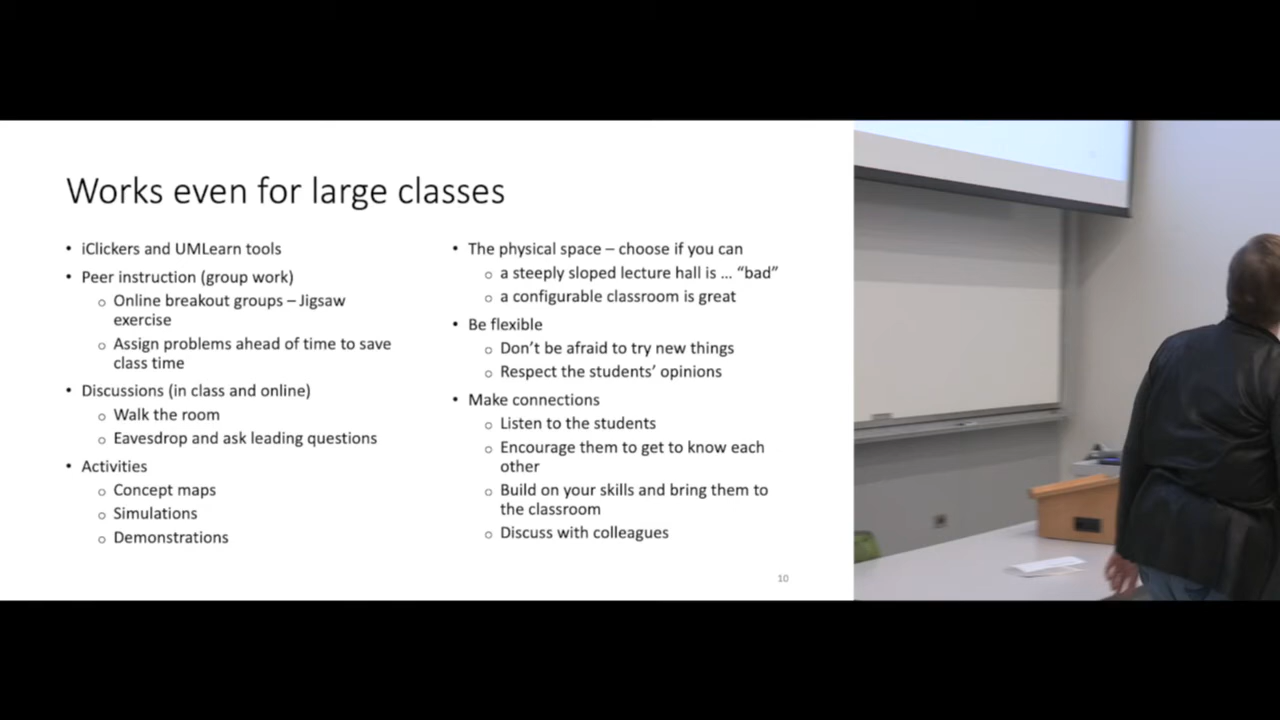 Works even for large classes
• iClickers and UMLearn tools
• Peer instruction (group work)
o Online breakout groups – Jigsaw
exercise
o Assign problems ahead of time to save
class time
• Discussions (in class and online)
o Walk the room
o Eavesdrop and ask leading questions
• Activities
o Concept maps
o Simulations
o Demonstrations
• The physical space – choose if you can
o a steeply sloped lecture hall is ... “bad”
o a configurable classroom is great
• Be flexible
o Don’t be afraid to try new things
o Respect the students’ opinions
• Make connections
o Listen to the students
o Encourage them to get to know each
other
o Build on your skills and bring them to
the classroom
o Discuss with colleagues
10